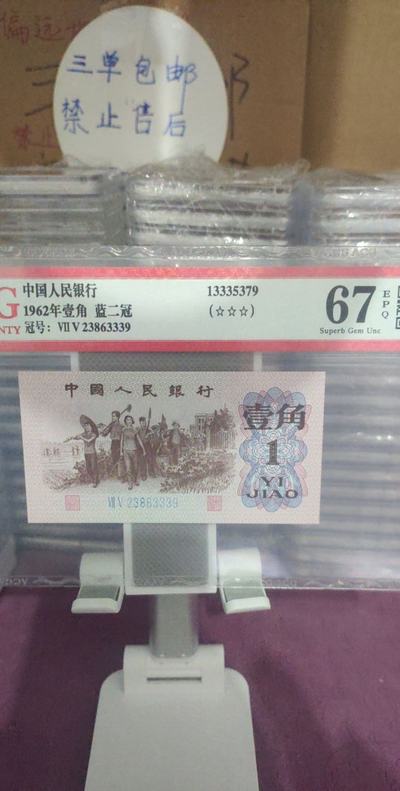 三单包邮
禁止售后
G
NTY
中国人民银行
1962年壹角 蓝二冠
冠号: VII V 23863339
13335379
(☆☆☆)
67
EPQ
Superb Gem Unc
中國人民銀行
壹角
1
YI
JIAO
VII V 23863339